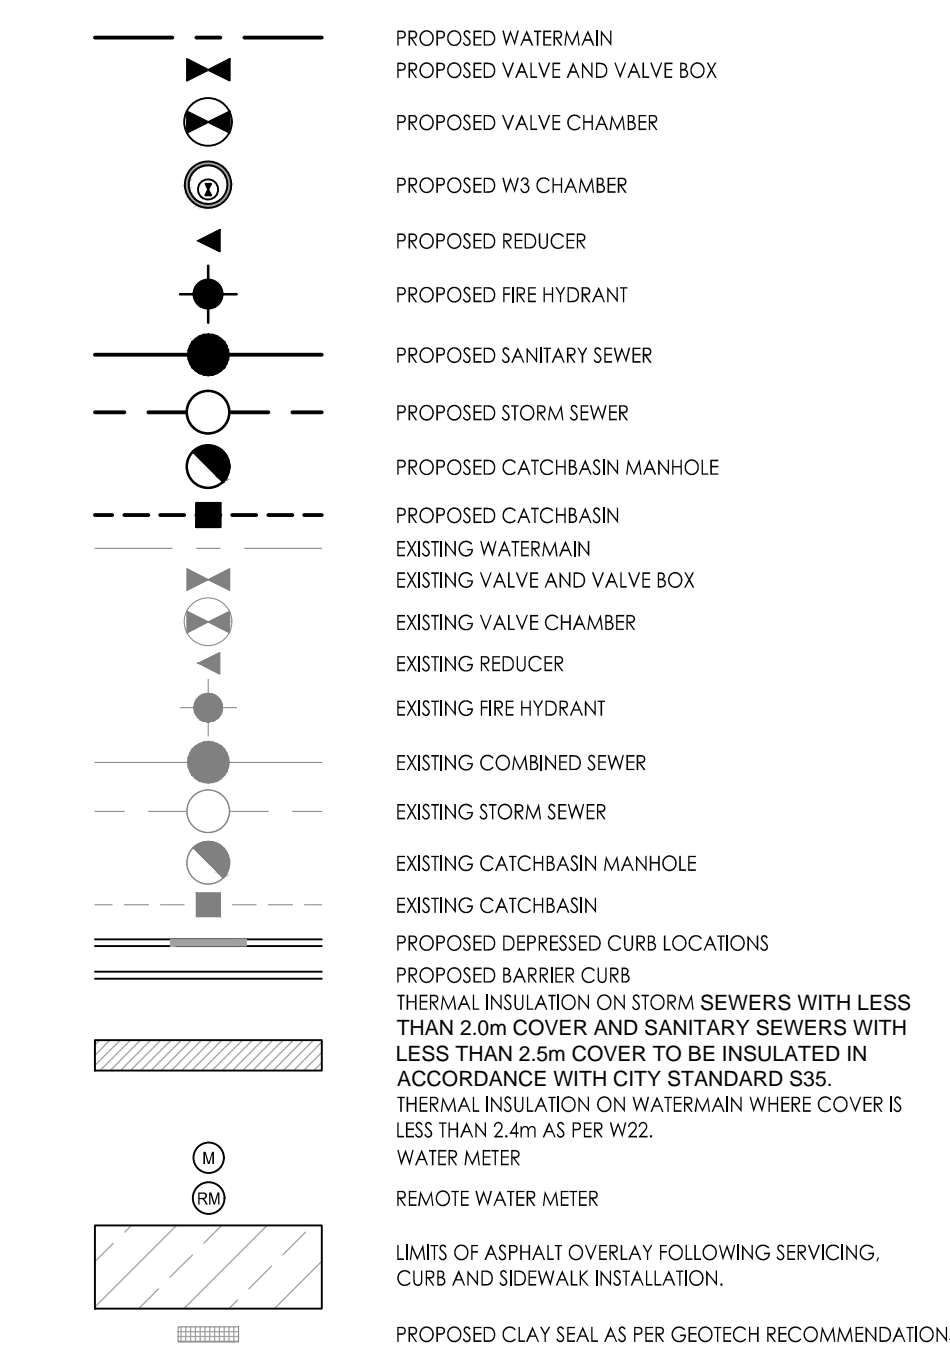 PROPOSED WATERMAIN
PROPOSED VALVE AND VALVE BOX
PROPOSED VALVE CHAMBER
PROPOSED W3 CHAMBER
PROPOSED REDUCER
PROPOSED FIRE HYDRANT
PROPOSED SANITARY SEWER
PROPOSED STORM SEWER
PROPOSED CATCHBASIN MANHOLE
PROPOSED CATCHBASIN
EXISTING WATERMAIN
EXISTING VALVE AND VALVE BOX
EXISTING VALVE CHAMBER
EXISTING REDUCER
EXISTING FIRE HYDRANT
EXISTING COMBINED SEWER
EXISTING STORM SEWER
EXISTING CATCHBASIN MANHOLE
EXISTING CATCHBASIN
PROPOSED DEPRESSED CURB LOCATIONS
PROPOSED BARRIER CURB
THERMAL INSULATION ON STORM SEWERS WITH LESS
THAN 2.0m COVER AND SANITARY SEWERS WITH
LESS THAN 2.5m COVER TO BE INSULATED IN
ACCORDANCE WITH CITY STANDARD S35.
THERMAL INSULATION ON WATERMAIN WHERE COVER IS
LESS THAN 2.4m AS PER W22.
M WATER METER
RM REMOTE WATER METER
LIMITS OF ASPHALT OVERLAY FOLLOWING SERVICING,
CURB AND SIDEWALK INSTALLATION.
PROPOSED CLAY SEAL AS PER GEOTECH RECOMMENDATION